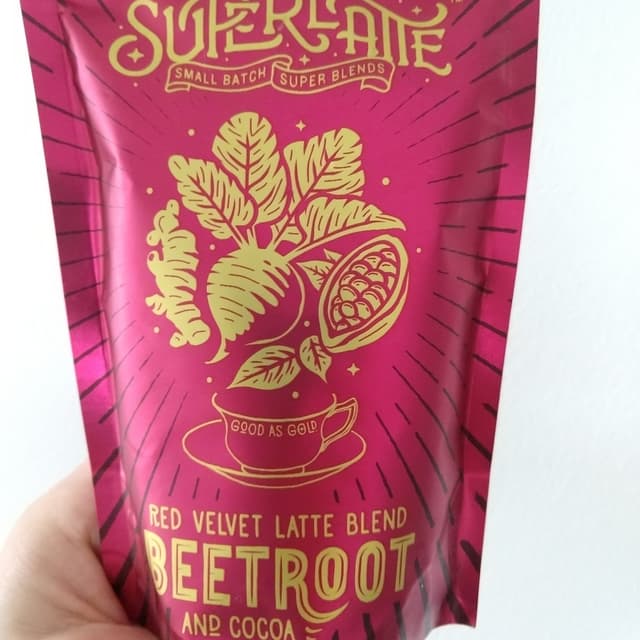 SUPERLATTE
SMALL BATCH SUPER BLENDS
GOOD AS GOLD
RED VELVET LATTE BLEND
BEETROOT
AND COCOA